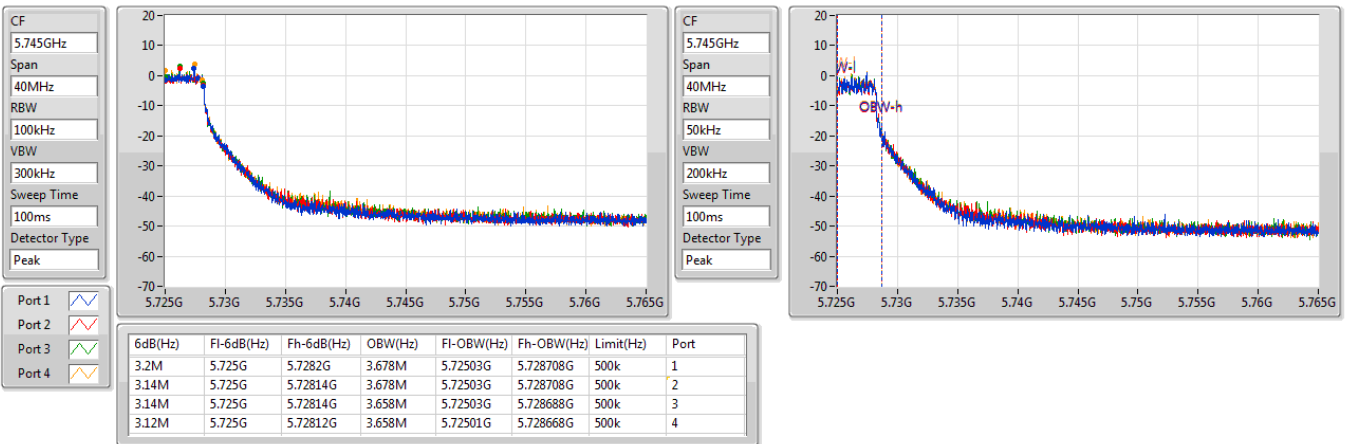 CF
5.745GHz
Span
40MHz
RBW
100kHz
VBW
300kHz
Sweep Time
100ms
Detector Type
Peak
20
10
0
-10
-20
-30
-40
-50
-60
-70
5.725G 5.73G 5.735G 5.74G 5.745G 5.75G 5.755G 5.76G 5.765G
CF
5.745GHz
Span
40MHz
RBW
50kHz
VBW
200kHz
Sweep Time
100ms
Detector Type
Peak
20
10
0
-10
-20
-30
-40
-50
-60
-70
OBW-h
5.725G 5.73G 5.735G 5.74G 5.745G 5.75G 5.755G 5.76G 5.765G
Port 1
Port 2
Port 3
Port 4
6dB(Hz) Fl-6dB(Hz) Fh-6dB(Hz) OBW(Hz) Fl-OBW(Hz) Fh-OBW(Hz) Limit(Hz) Port
3.2M 5.725G 5.7282G 3.678M 5.72503G 5.728708G 500k 1
3.14M 5.725G 5.72814G 3.678M 5.72503G 5.728708G 500k 2
3.14M 5.725G 5.72814G 3.658M 5.72503G 5.728688G 500k 3
3.12M 5.725G 5.72812G 3.658M 5.72501G 5.728668G 500k 4